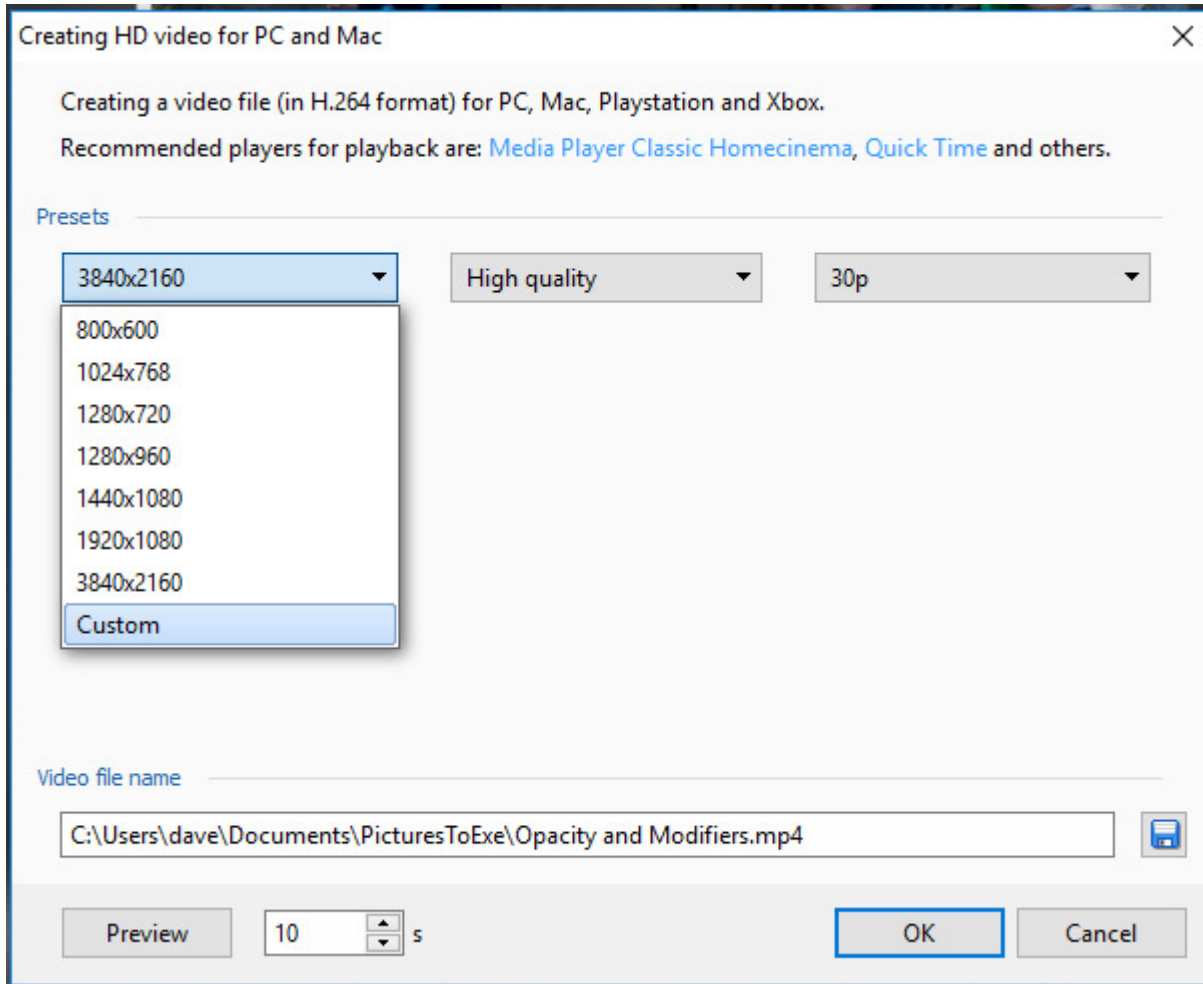 Creating HD video for PC and Mac
Creating a video file (in H.264 format) for PC, Mac, Playstation and Xbox.
Recommended players for playback are: Media Player Classic Homecinema, Quick Time and others.
Presets
3840x2160 High quality 30p
800x600
1024x768
1280x720
1280x960
1440x1080
1920x1080
3840x2160
Custom
Video file name
C:\Users\dave\Documents\PicturesToExe\Opacity and Modifiers.mp4
Preview 10 s OK Cancel